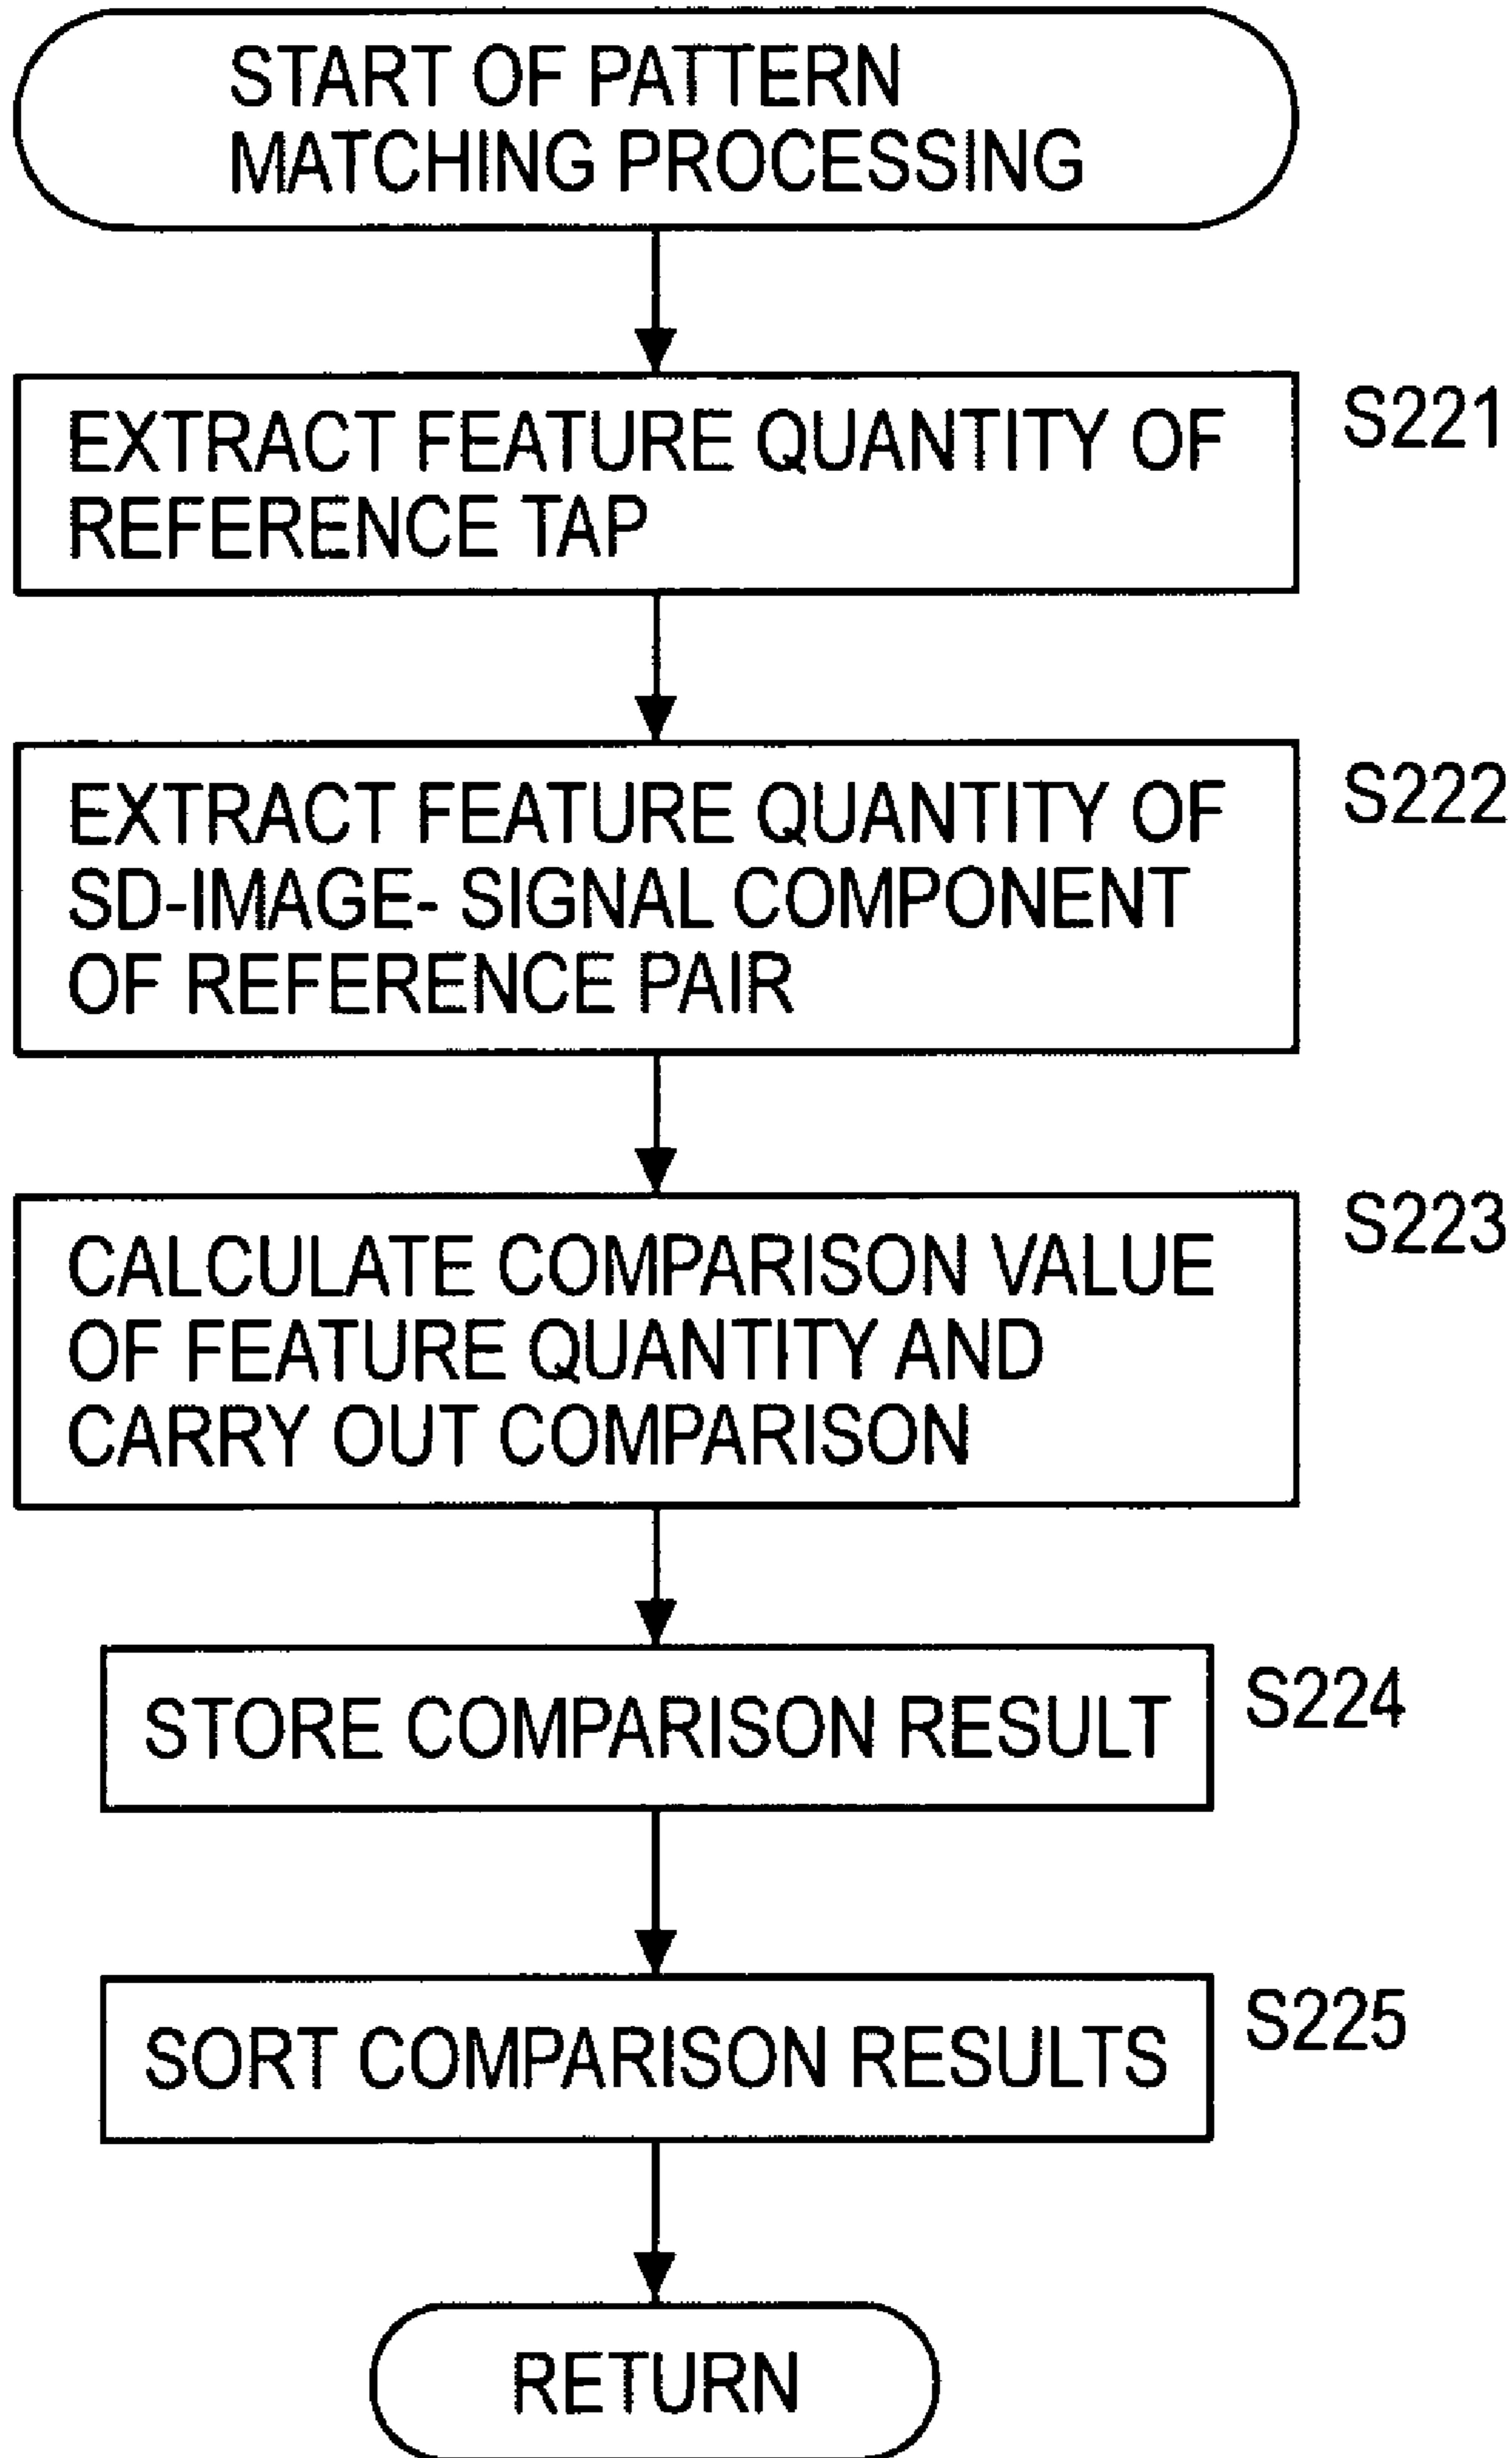 START OF PATTERN
MATCHING PROCESSING
EXTRACT FEATURE QUANTITY OF
REFERENCE TAP
S221
EXTRACT FEATURE QUANTITY OF
SD-IMAGE- SIGNAL COMPONENT
OF REFERENCE PAIR
S222
CALCULATE COMPARISON VALUE
OF FEATURE QUANTITY AND
CARRY OUT COMPARISON
S223
STORE COMPARISON RESULT
S224
SORT COMPARISON RESULTS
S225
RETURN